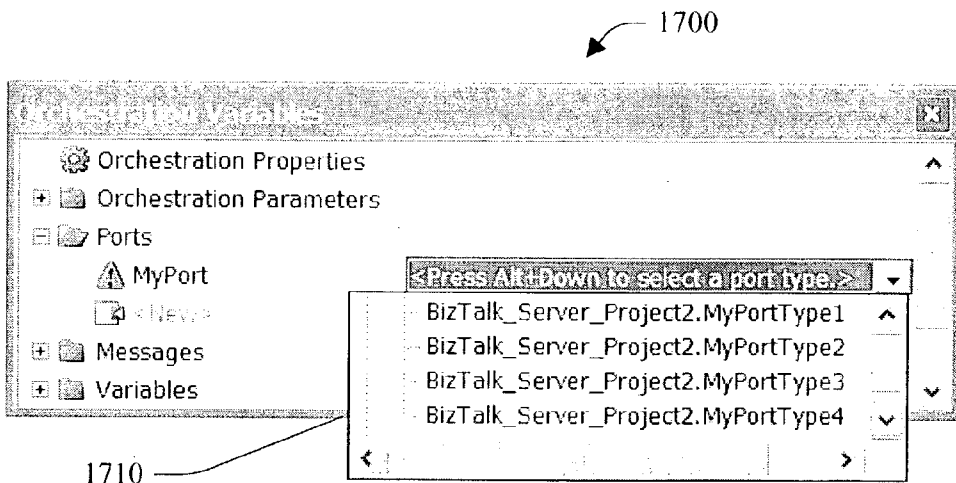 1700
Orchestration Variables
Orchestration Properties
Orchestration Parameters
Ports
MyPort
<Press Alt+Down to select a port type.>
<New>
BizTalk_Server_Project2.MyPortType1
BizTalk_Server_Project2.MyPortType2
Messages
BizTalk_Server_Project2.MyPortType3
Variables
BizTalk_Server_Project2.MyPortType4
1710